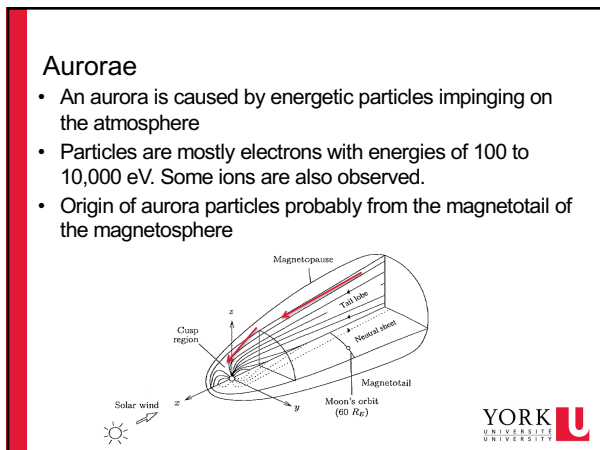 Aurorae
• An aurora is caused by energetic particles impinging on
the atmosphere
• Particles are mostly electrons with energies of 100 to
10,000 eV. Some ions are also observed.
• Origin of aurora particles probably from the magnetotail of
the magnetosphere
Magnetopause
Tail lobe
z
Cusp
region
Neutral sheet
Magnetotail
x
y
Moon's orbit
(60 R_E)
Solar wind
YORK U
UNIVERSITÉ
UNIVERSITY